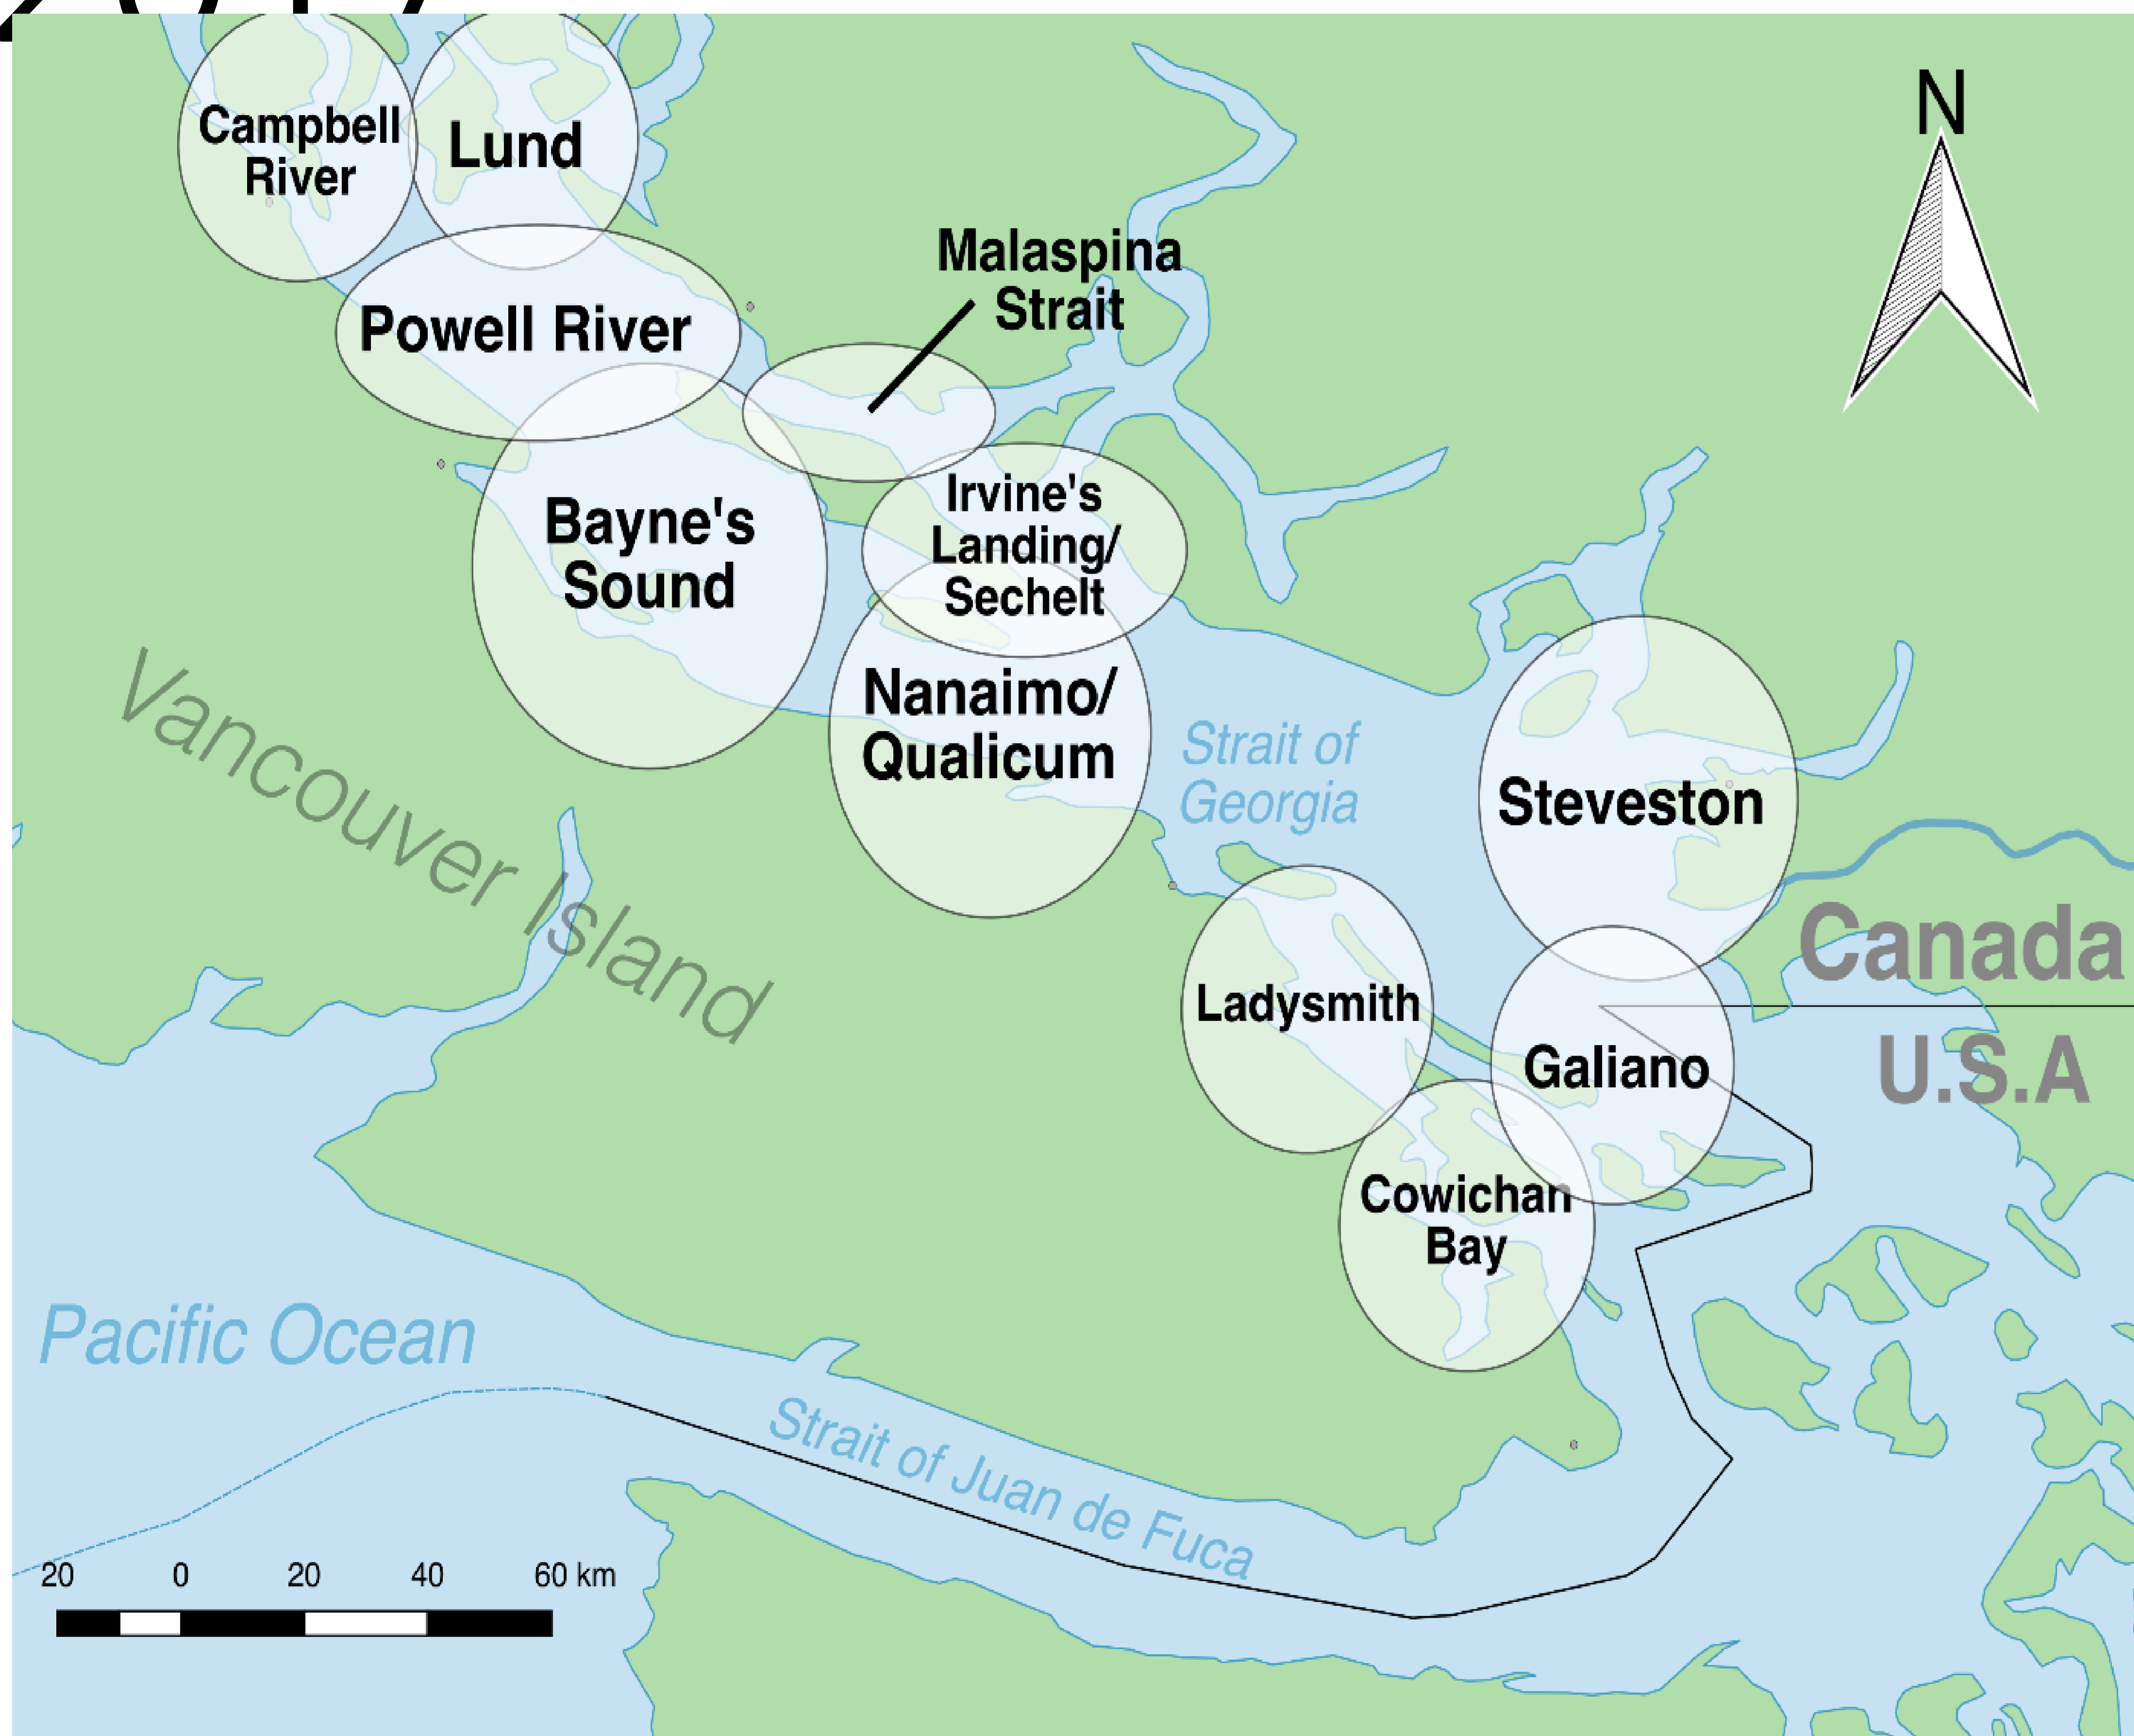 N
Campbell
River
Lund
Malaspina
Strait
Powell River
Irvine's
Landing/
Sechelt
Bayne's
Sound
Nanaimo/
Qualicum
Vancouver Island
Strait of
Georgia
Steveston
Canada
U.S.A
Ladysmith
Galiano
Cowichan
Bay
Pacific Ocean
Strait of Juan de Fuca
20 0 20 40 60 km